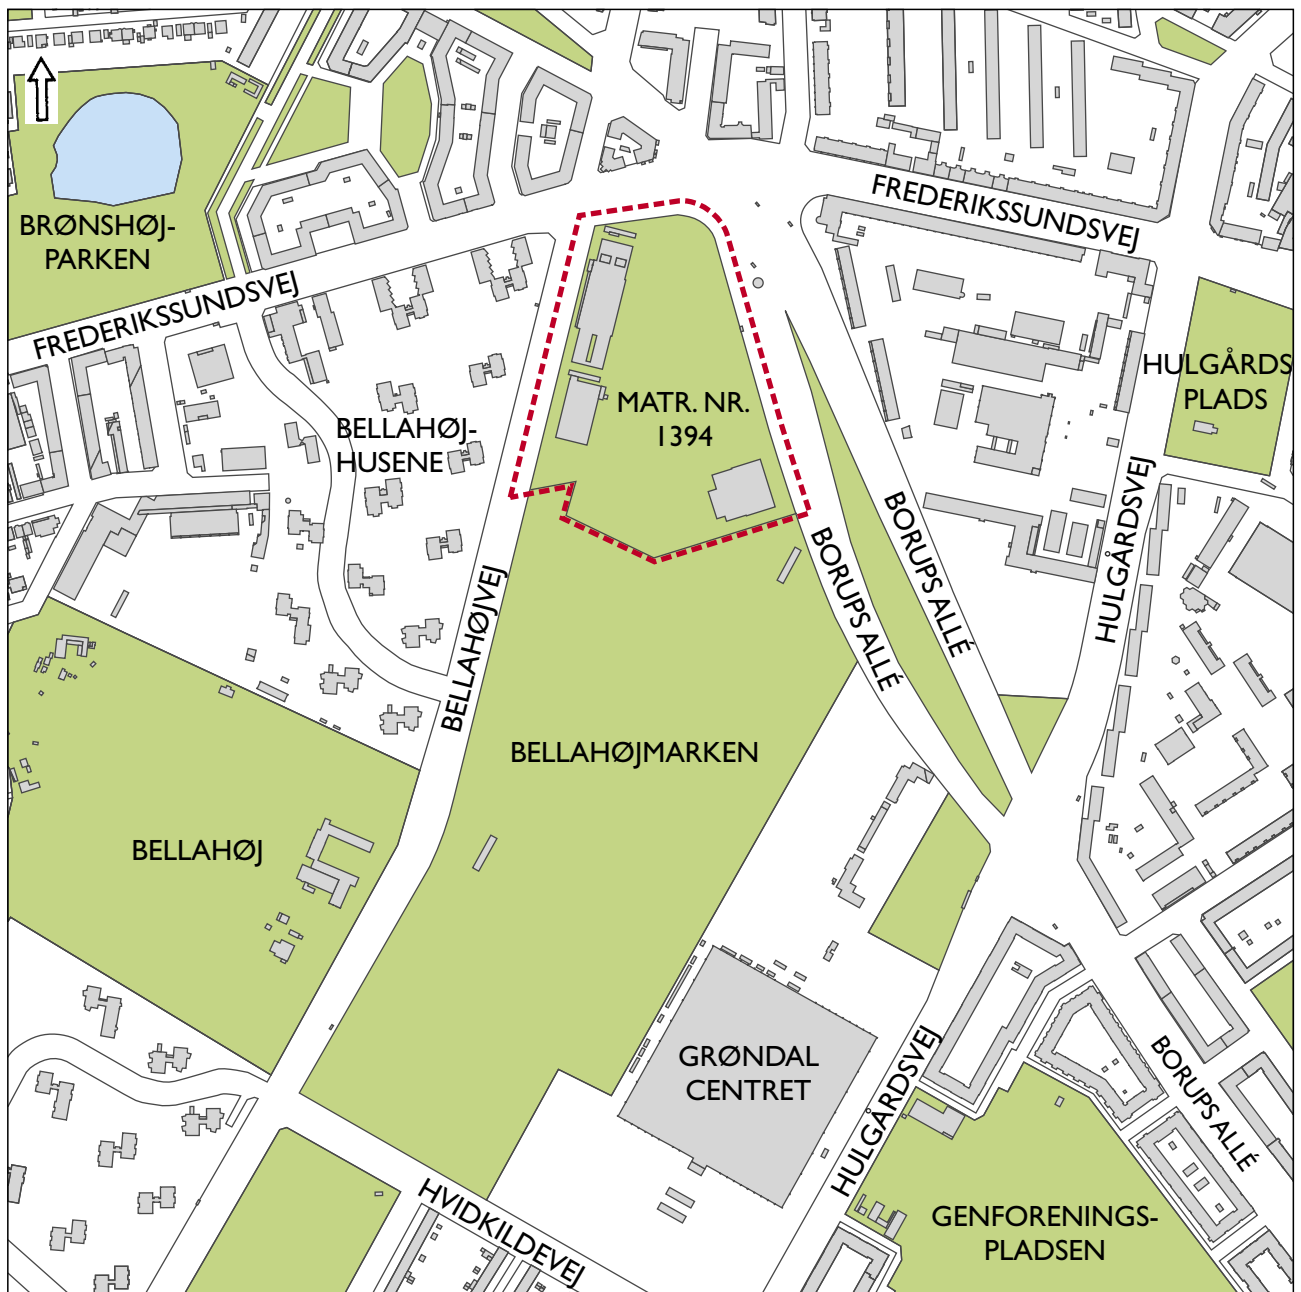 BRØNSHØJ-
PARKEN
FREDERIKSSUNDSVEJ
FREDERIKSSUNDSVEJ
HULGÅRDS
PLADS
MATR. NR.
1394
BELLAHØJ-
HUSENE
BORUPS ALLÉ
BORUPS ALLÉ
HULGÅRDSVEJ
BELLAHØJVEJ
BELLAHØJMARKEN
BELLAHØJ
GRØNDAL
CENTRET
HULGÅRDSVEJ
BORUPS ALLÉ
HVIDKILDEVEJ
GENFORENINGS-
PLADSEN